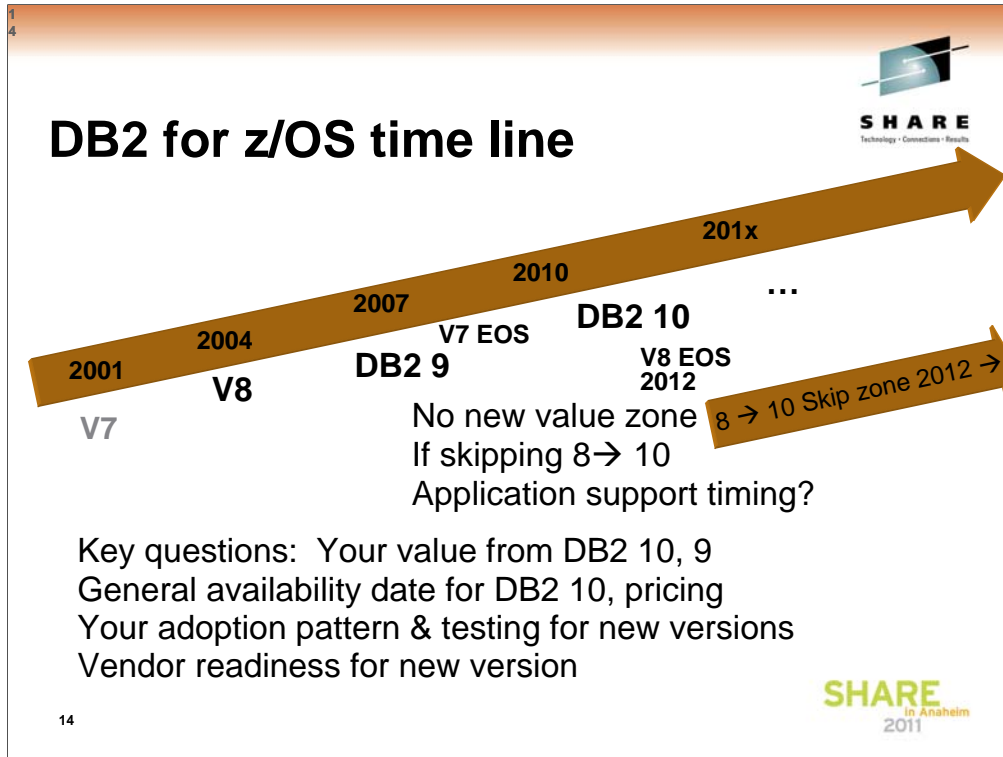 1
4
SHARE
Technology • Connections • Results
DB2 for z/OS time line
201x
2010
2007
2004
2001
…
DB2 10
V7 EOS
DB2 9
V8 EOS
2012
V8
V7
8 → 10 Skip zone 2012 →
No new value zone
If skipping 8→ 10
Application support timing?
Key questions:  Your value from DB2 10, 9
General availability date for DB2 10, pricing
Your adoption pattern & testing for new versions
Vendor readiness for new version
14
SHARE
in Anaheim
2011